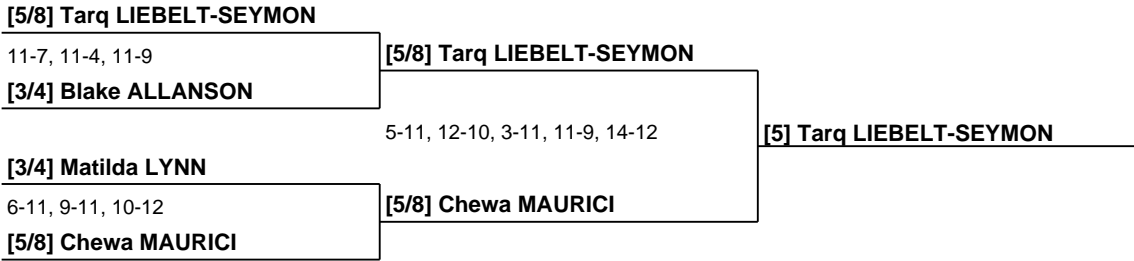 [5/8] Tarq LIEBELT-SEYMON
11-7, 11-4, 11-9
[5/8] Tarq LIEBELT-SEYMON
[3/4] Blake ALLANSON
5-11, 12-10, 3-11, 11-9, 14-12
[5] Tarq LIEBELT-SEYMON
[3/4] Matilda LYNN
6-11, 9-11, 10-12
[5/8] Chewa MAURICI
[5/8] Chewa MAURICI